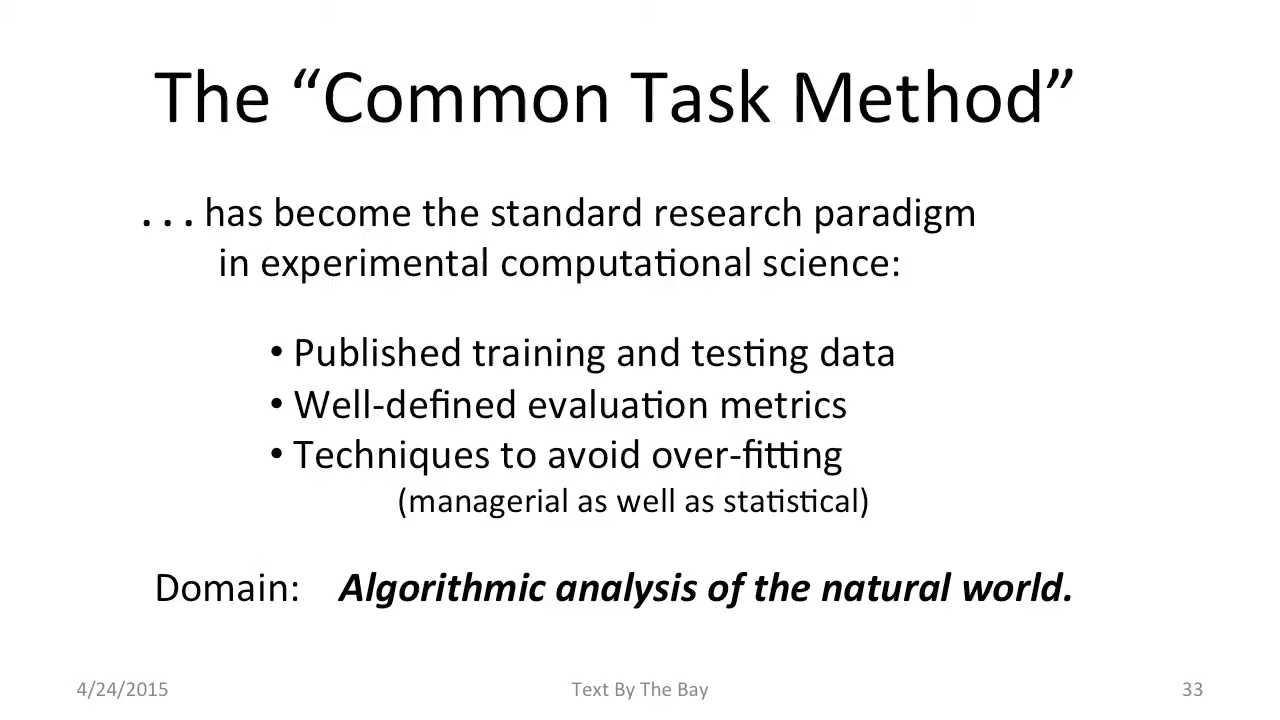 The “Common Task Method”
. . . has become the standard research paradigm
in experimental computational science:
• Published training and testing data
• Well-defined evaluation metrics
• Techniques to avoid over-fitting
(managerial as well as statistical)
Domain: Algorithmic analysis of the natural world.
4/24/2015 Text By The Bay 33